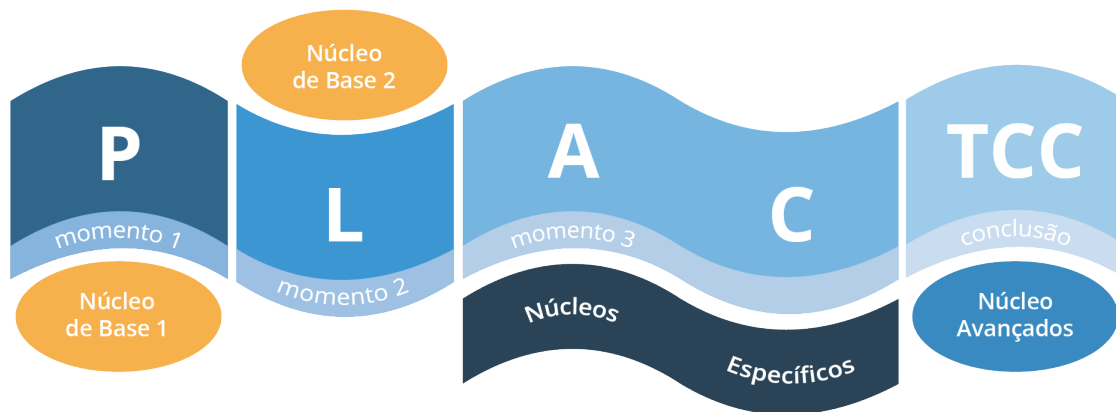 P
momento 1
Núcleo
de Base 1
Núcleo
de Base 2
L
momento 2
A
C
momento 3
Núcleos
Específicos
TCC
conclusão
Núcleo
Avançados